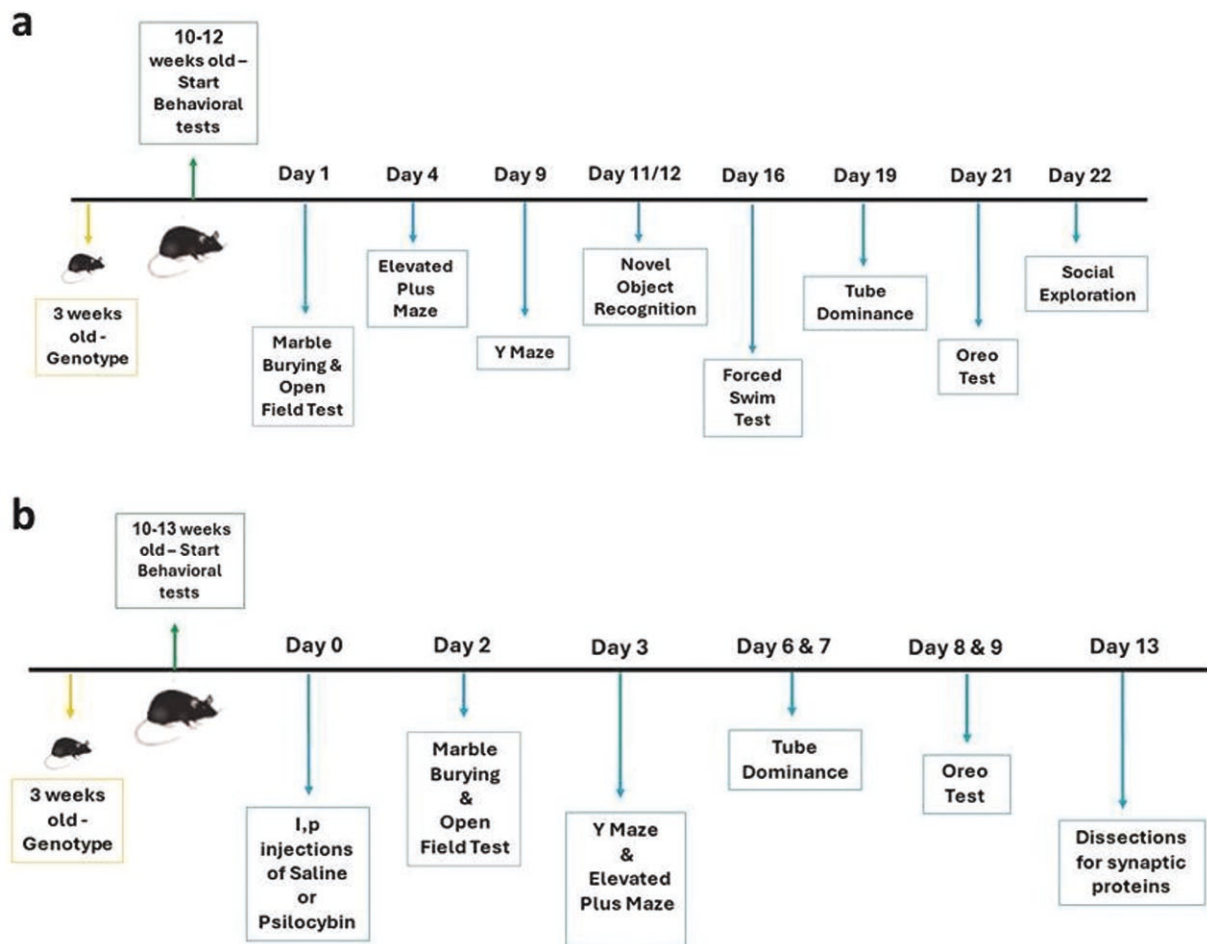 a
10-12
weeks old –
Start
Behavioral
tests
Day 1
Day 4
Day 9
Day 11/12
Day 16
Day 19
Day 21
Day 22
3 weeks
old -
Genotype
Marble
Burying &
Open
Field Test
Elevated
Plus
Maze
Y Maze
Novel
Object
Recognition
Forced
Swim
Test
Tube
Dominance
Oreo
Test
Social
Exploration
b
10-13 weeks
old – Start
Behavioral
tests
Day 0
Day 2
Day 3
Day 6 & 7
Day 8 & 9
Day 13
3 weeks
old -
Genotype
I,p
injections
of Saline
or
Psilocybin
Marble
Burying
&
Open
Field Test
Y Maze
&
Elevated
Plus Maze
Tube
Dominance
Oreo
Test
Dissections
for synaptic
proteins